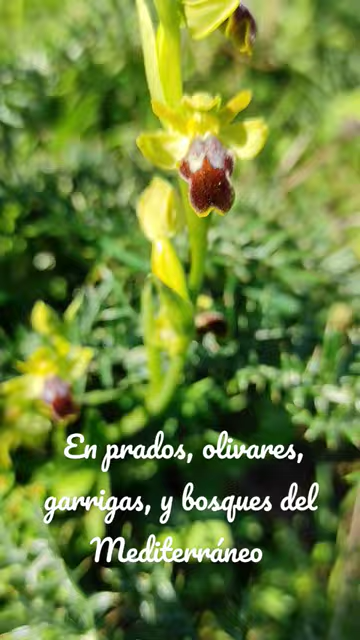 En prados, olivares,
garrigas, y bosques del
Mediterráneo